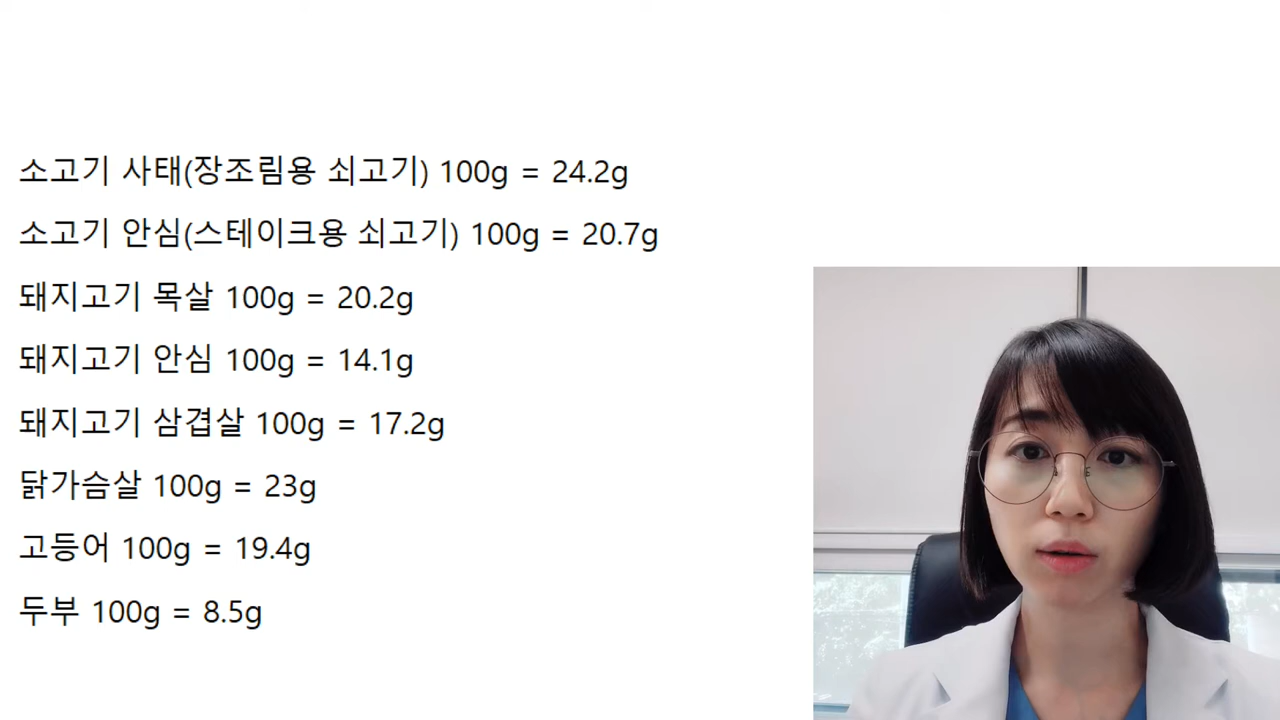 소고기 사태(장조림용 쇠고기) 100g = 24.2g
소고기 안심(스테이크용 쇠고기) 100g = 20.7g
돼지고기 목살 100g = 20.2g
돼지고기 안심 100g = 14.1g
돼지고기 삼겹살 100g = 17.2g
닭가슴살 100g = 23g
고등어 100g = 19.4g
두부 100g = 8.5g